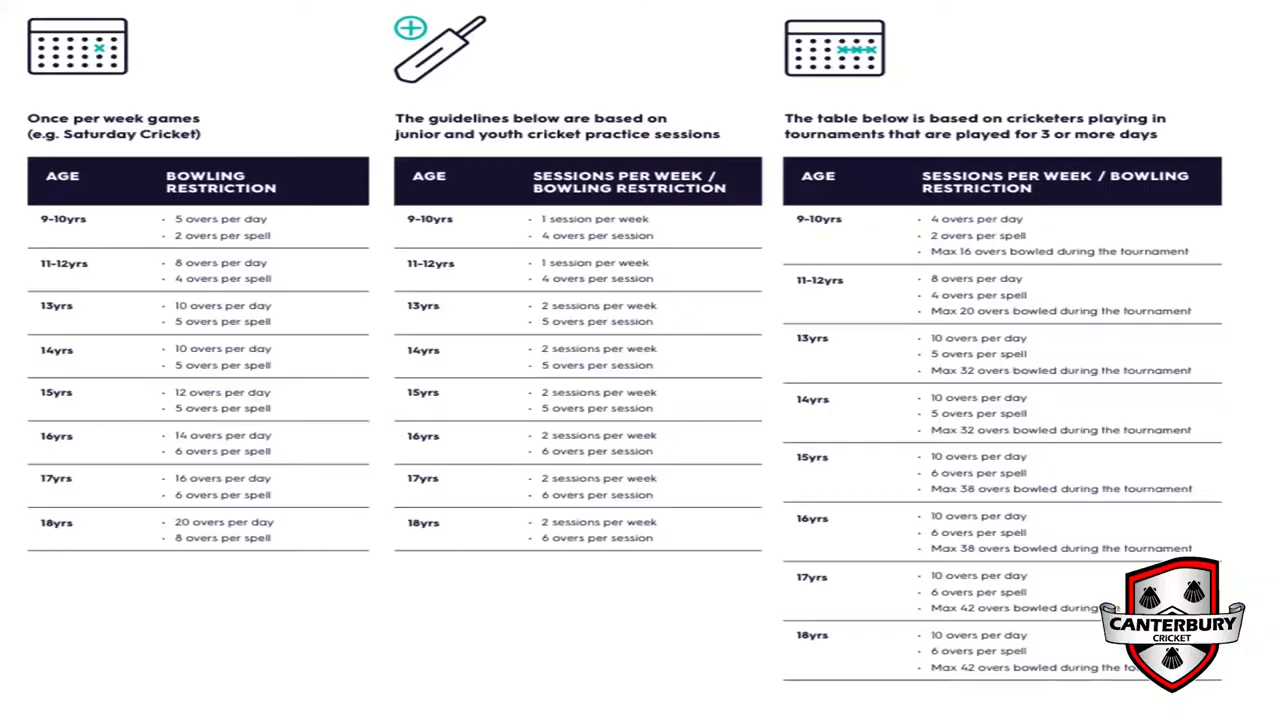 Once per week games
(e.g. Saturday Cricket)
AGE BOWLING
RESTRICTION
9-10yrs - 5 overs per day
- 2 overs per spell
11-12yrs - 8 overs per day
- 4 overs per spell
13yrs - 10 overs per day
- 5 overs per spell
14yrs - 10 overs per day
- 5 overs per spell
15yrs - 12 overs per day
- 5 overs per spell
16yrs - 14 overs per day
- 6 overs per spell
17yrs - 16 overs per day
- 6 overs per spell
18yrs - 20 overs per day
- 8 overs per spell
The guidelines below are based on
junior and youth cricket practice sessions
AGE SESSIONS PER WEEK /
BOWLING RESTRICTION
9-10yrs - 1 session per week
- 4 overs per session
11-12yrs - 1 session per week
- 4 overs per session
13yrs - 2 sessions per week
- 5 overs per session
14yrs - 2 sessions per week
- 5 overs per session
15yrs - 2 sessions per week
- 5 overs per session
16yrs - 2 sessions per week
- 6 overs per session
17yrs - 2 sessions per week
- 6 overs per session
18yrs - 2 sessions per week
- 6 overs per session
The table below is based on cricketers playing in
tournaments that are played for 3 or more days
AGE SESSIONS PER WEEK / BOWLING
RESTRICTION
9-10yrs - 4 overs per day
- 2 overs per spell
- Max 16 overs bowled during the tournament
11-12yrs - 8 overs per day
- 4 overs per spell
- Max 20 overs bowled during the tournament
13yrs - 10 overs per day
- 5 overs per spell
- Max 32 overs bowled during the tournament
14yrs - 10 overs per day
- 5 overs per spell
- Max 32 overs bowled during the tournament
15yrs - 10 overs per day
- 6 overs per spell
- Max 38 overs bowled during the tournament
16yrs - 10 overs per day
- 6 overs per spell
- Max 38 overs bowled during the tournament
17yrs - 10 overs per day
- 6 overs per spell
- Max 42 overs bowled during
18yrs - 10 overs per day
- 6 overs per spell
- Max 42 overs bowled during the
CANTERBURY
CRICKET